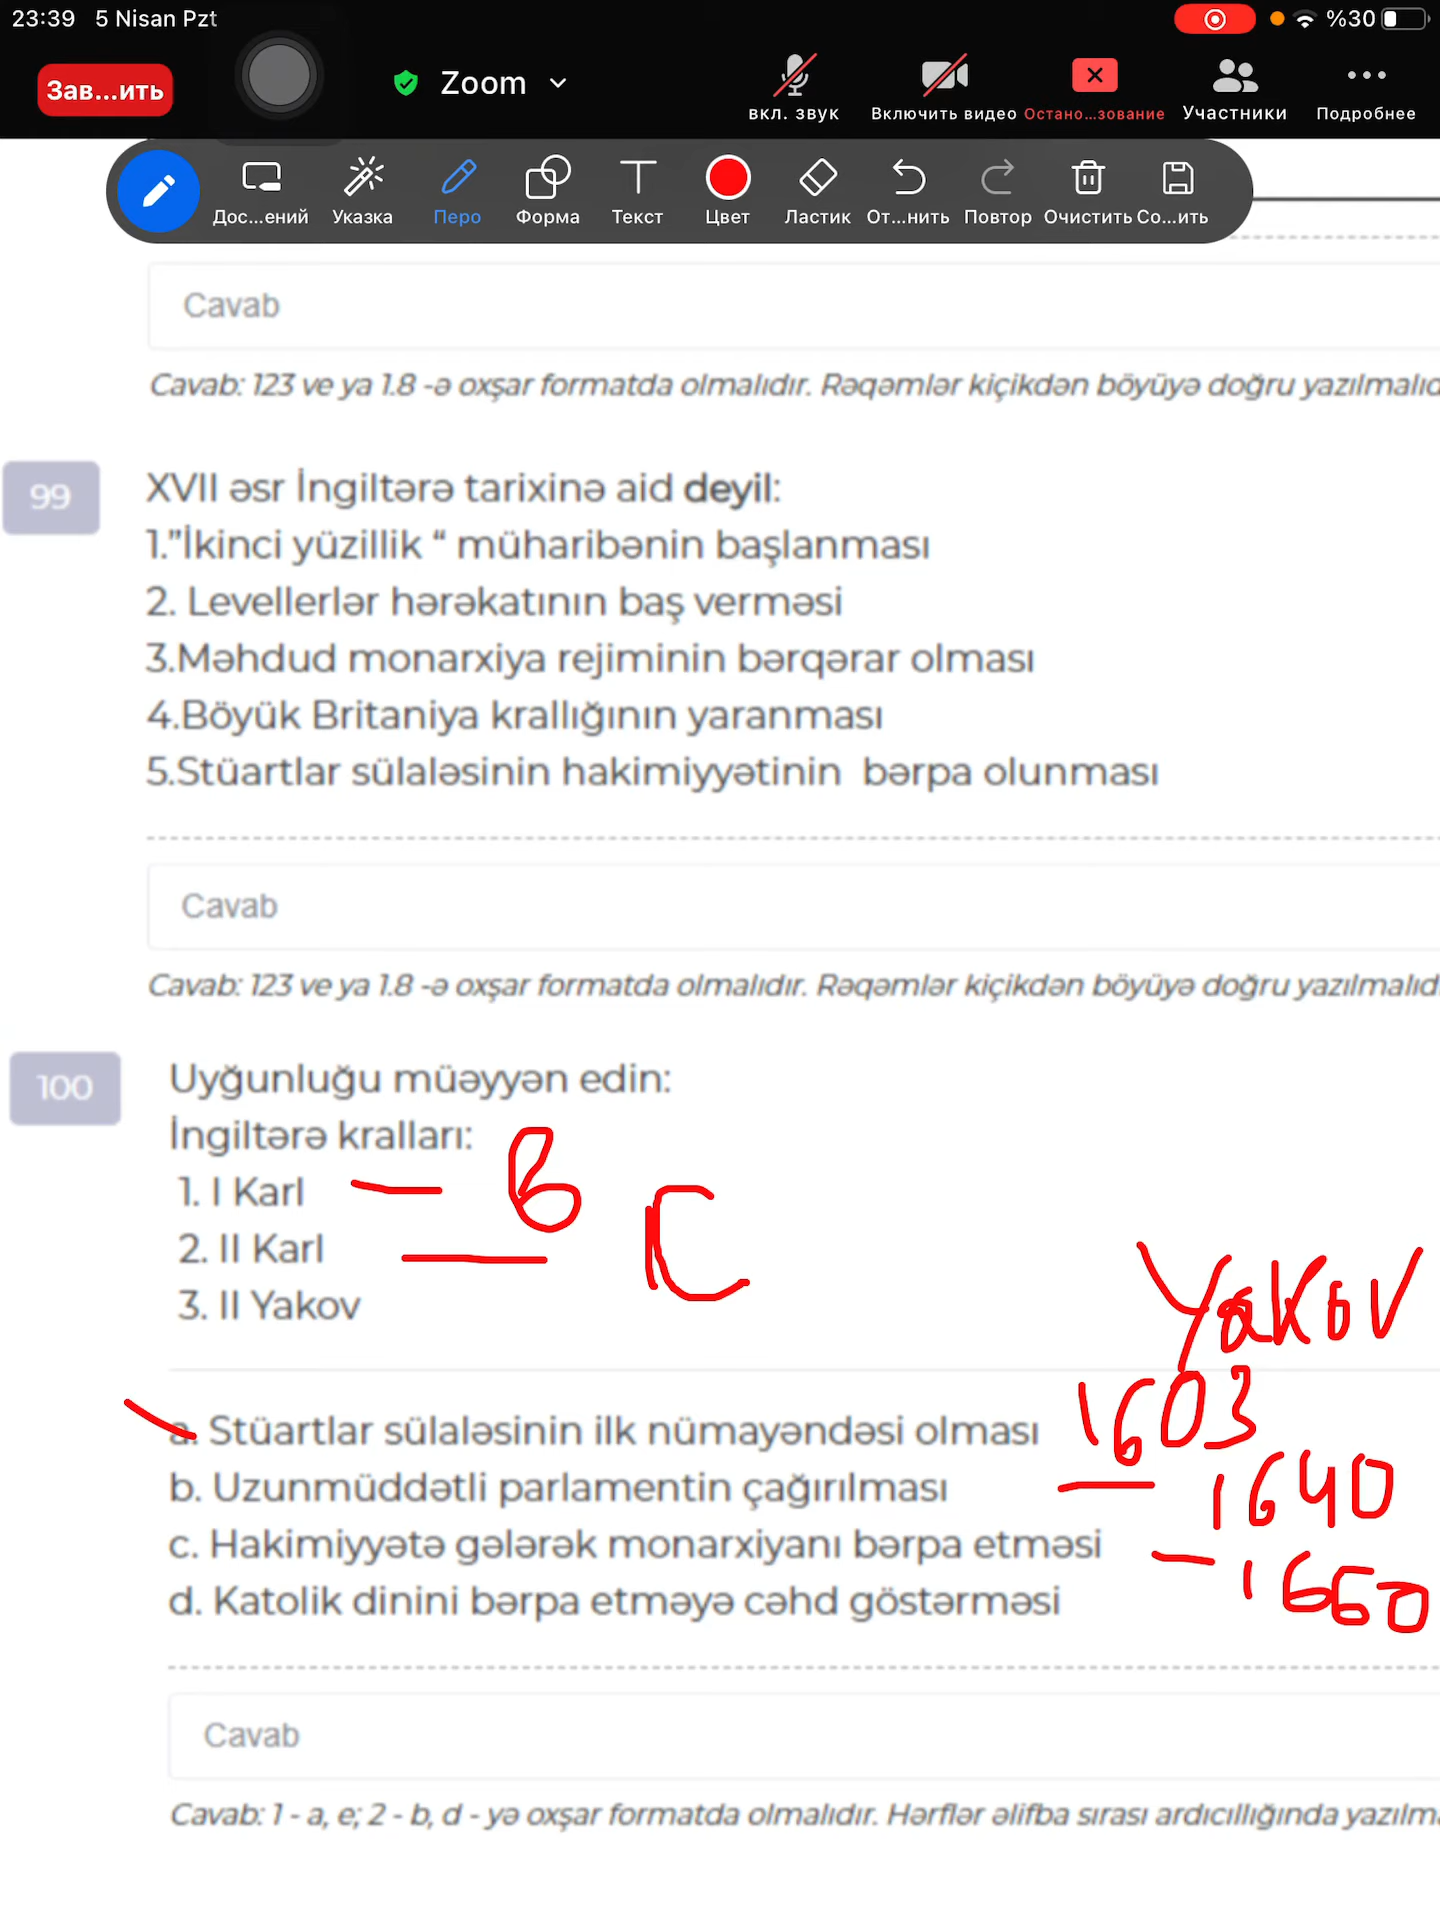 23:39 5 Nisan Pzt %30
Зав...ить Zoom вкл. звук Включить видео Остано...зование Участники Подробнее
Дос...ений Указка Перо Форма Текст Цвет Ластик От...нить Повтор Очистить Со...ить
Cavab
Cavab: 123 ve ya 1.8 -ə oxşar formatda olmalıdır. Rəqəmlər kiçikdən böyüyə doğru yazılmalıd
99
XVII əsr İngiltərə tarixinə aid deyil:
1.”İkinci yüzillik “ müharibənin başlanması
2. Levellerlər hərəkatının baş verməsi
3.Məhdud monarxiya rejiminin bərqərar olması
4.Böyük Britaniya krallığının yaranması
5.Stüartlar sülaləsinin hakimiyyətinin bərpa olunması
Cavab
Cavab: 123 ve ya 1.8 -ə oxşar formatda olmalıdır. Rəqəmlər kiçikdən böyüyə doğru yazılmalıd
100
Uyğunluğu müəyyən edin:
İngiltərə kralları:
1. I Karl — B
2. II Karl — C
3. II Yakov
Yakov
a. Stüartlar sülaləsinin ilk nümayəndəsi olması 1603
b. Uzunmüddətli parlamentin çağırılması — 1640
c. Hakimiyyətə gələrək monarxiyanı bərpa etməsi — 1660
d. Katolik dinini bərpa etməyə cəhd göstərməsi
Cavab
Cavab: 1 - a, e; 2 - b, d - yə oxşar formatda olmalıdır. Hərflər əlifba sırası ardıcıllığında yazılma